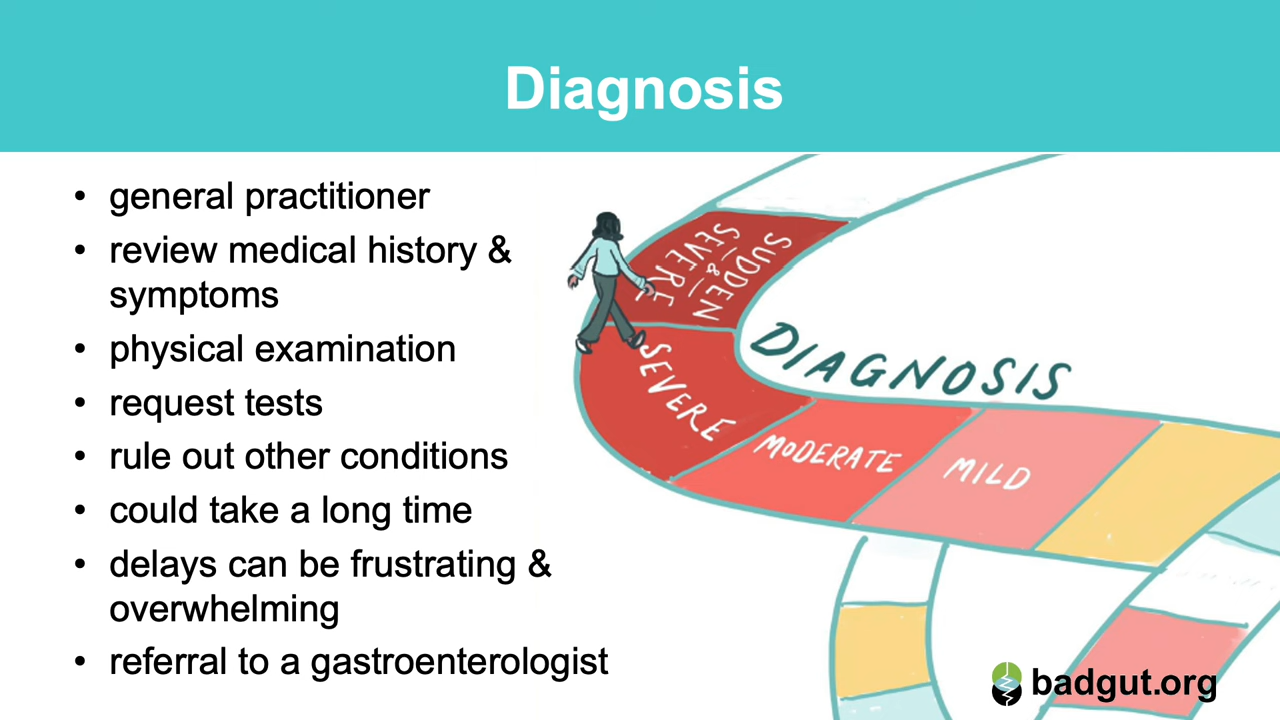 Diagnosis
• general practitioner
• review medical history &
symptoms
• physical examination
• request tests
• rule out other conditions
• could take a long time
• delays can be frustrating &
overwhelming
• referral to a gastroenterologist
SUDDEN
&
SEVERE
SEVERE
DIAGNOSIS
MODERATE
MILD
badgut.org